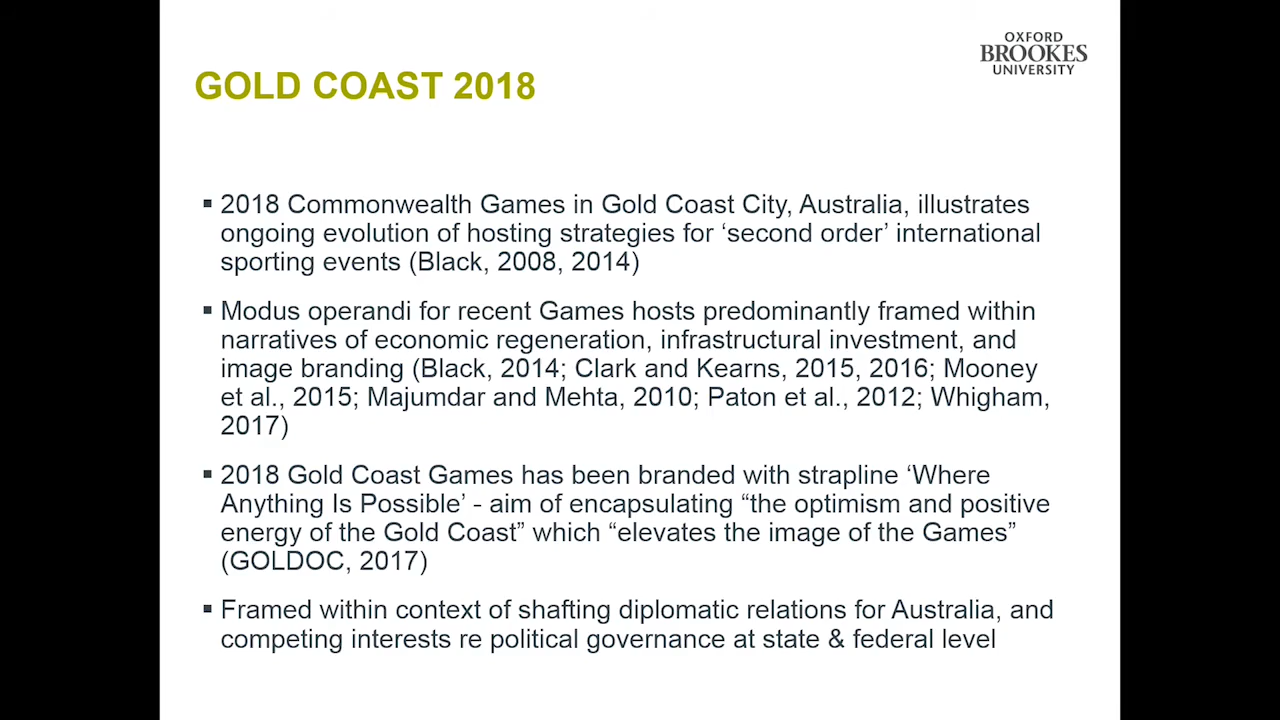 OXFORD
BROOKES
UNIVERSITY
GOLD COAST 2018
▪ 2018 Commonwealth Games in Gold Coast City, Australia, illustrates
ongoing evolution of hosting strategies for ‘second order’ international
sporting events (Black, 2008, 2014)
▪ Modus operandi for recent Games hosts predominantly framed within
narratives of economic regeneration, infrastructural investment, and
image branding (Black, 2014; Clark and Kearns, 2015, 2016; Mooney
et al., 2015; Majumdar and Mehta, 2010; Paton et al., 2012; Whigham,
2017)
▪ 2018 Gold Coast Games has been branded with strapline ‘Where
Anything Is Possible’ - aim of encapsulating “the optimism and positive
energy of the Gold Coast” which “elevates the image of the Games”
(GOLDOC, 2017)
▪ Framed within context of shafting diplomatic relations for Australia, and
competing interests re political governance at state & federal level